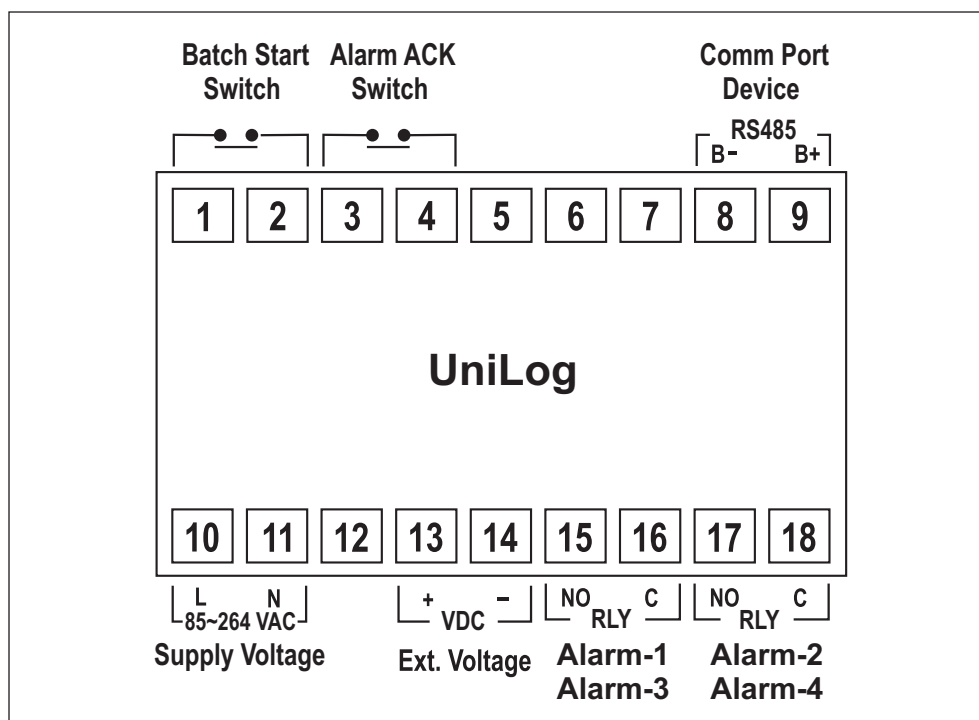 Batch Start Switch
Alarm ACK Switch
Comm Port Device
RS485
B- B+
1 2 3 4 5 6 7 8 9
UniLog
10 11 12 13 14 15 16 17 18
L N
85~264 VAC
Supply Voltage
+ -
VDC
Ext. Voltage
NO C
RLY
Alarm-1
Alarm-3
NO C
RLY
Alarm-2
Alarm-4